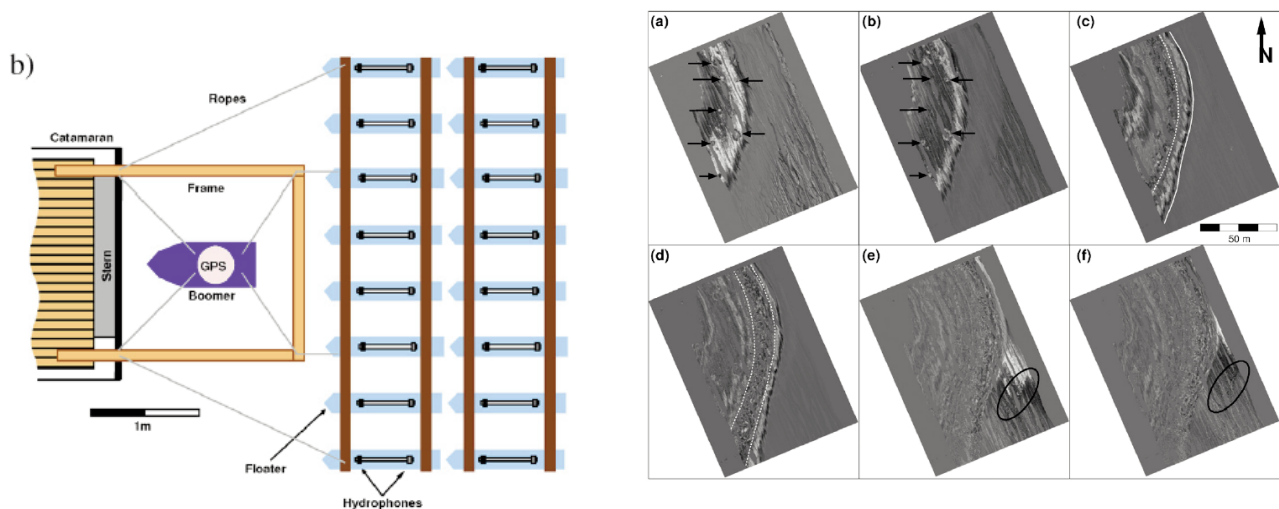 b)
Catamaran
Ropes
Frame
Stern
GPS
Boomer
1m
Floater
Hydrophones
(a)
(b)
(c)
N
50 m
(d)
(e)
(f)